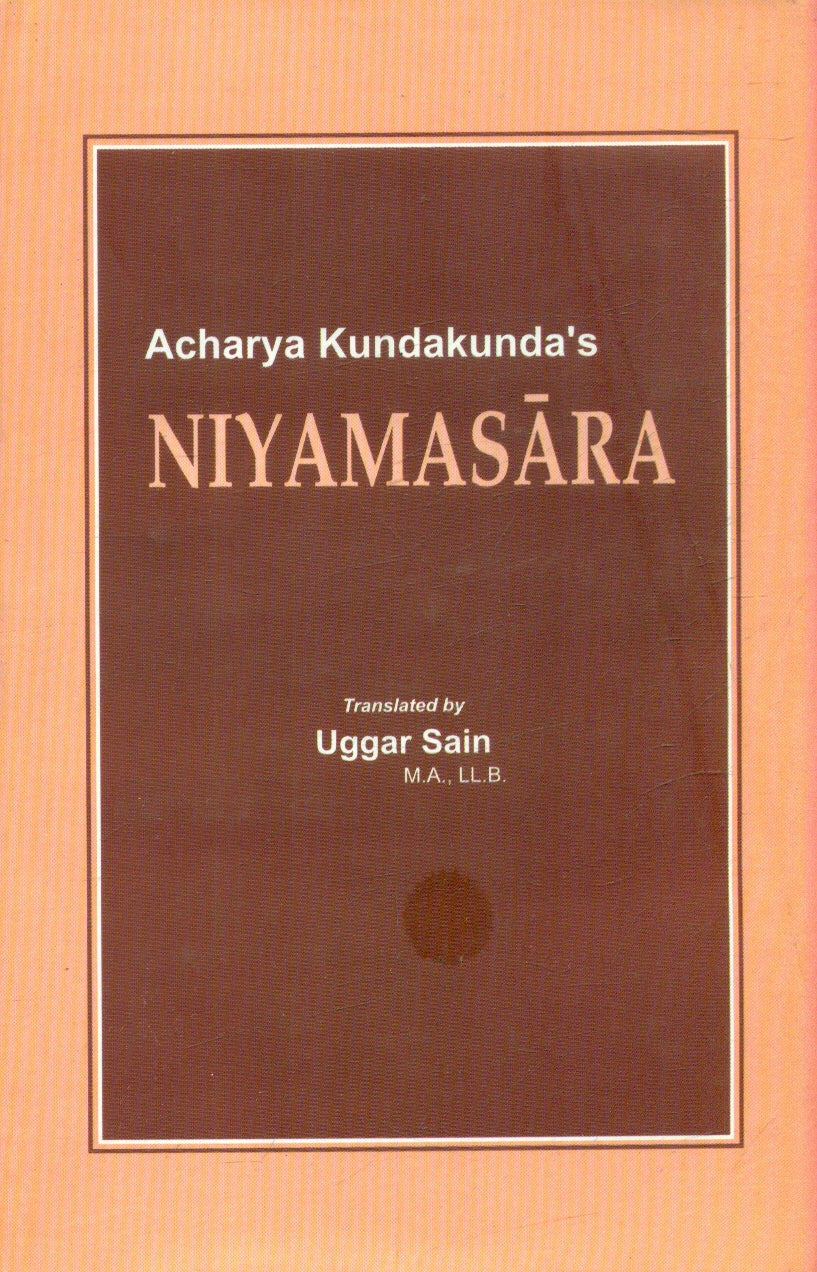 Acharya Kundakunda's
NIYAMASĀRA
Translated by
Uggar Sain
M.A., LL.B.